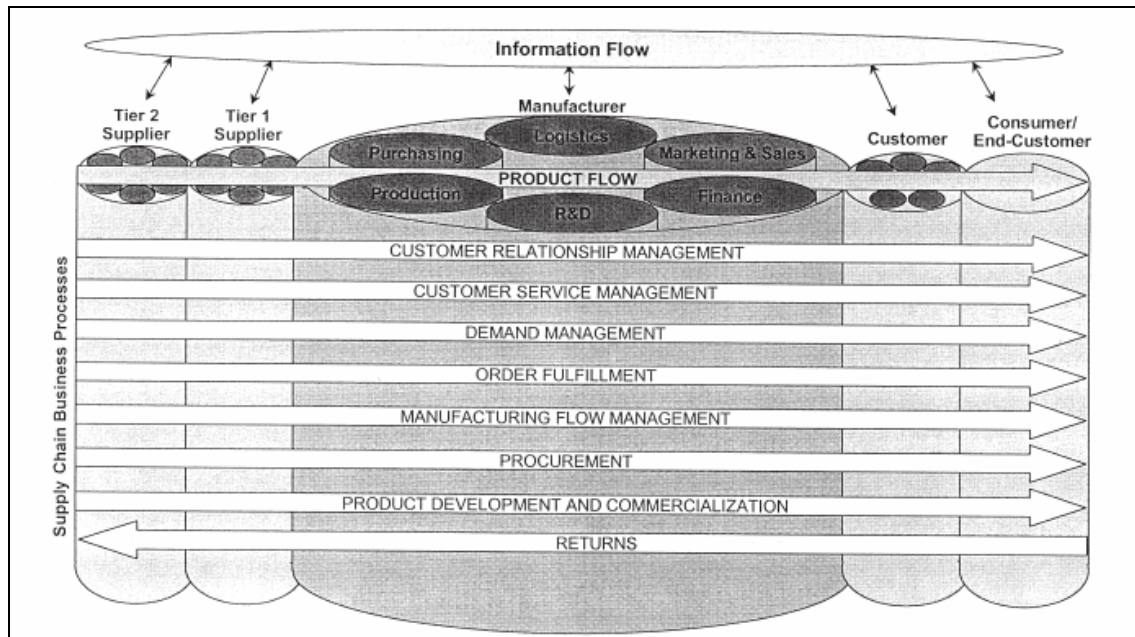 Information Flow
Tier 2
Supplier
Tier 1
Supplier
Manufacturer
Logistics
Purchasing
Marketing & Sales
Customer
Consumer/
End-Customer
PRODUCT FLOW
Production
Finance
R&D
Supply Chain Business Processes
CUSTOMER RELATIONSHIP MANAGEMENT
CUSTOMER SERVICE MANAGEMENT
DEMAND MANAGEMENT
ORDER FULFILLMENT
MANUFACTURING FLOW MANAGEMENT
PROCUREMENT
PRODUCT DEVELOPMENT AND COMMERCIALIZATION
RETURNS